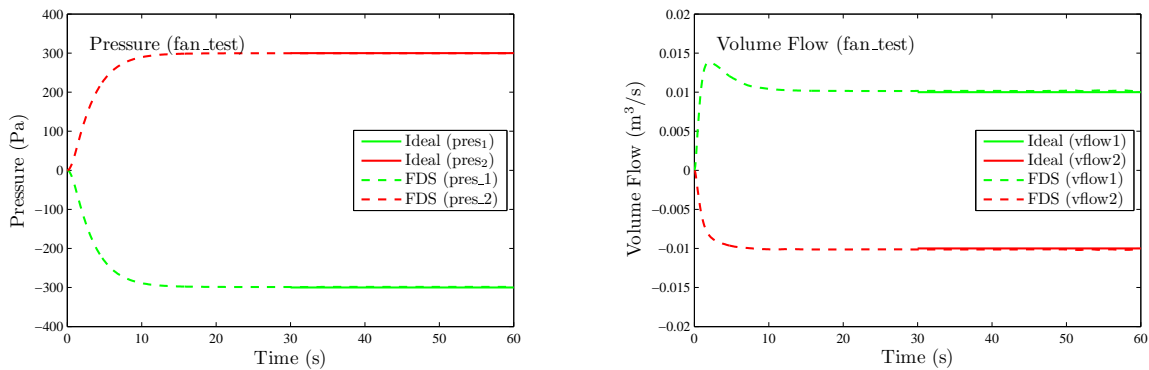 400
300
200
100
0
−100
−200
−300
−400
0 10 20 30 40 50 60
Pressure (Pa)
Time (s)
Pressure (fan_test)
Ideal (pres₁)
Ideal (pres₂)
FDS (pres_1)
FDS (pres_2)
0.02
0.015
0.01
0.005
0
−0.005
−0.01
−0.015
−0.02
0 10 20 30 40 50 60
Volume Flow (m³/s)
Time (s)
Volume Flow (fan_test)
Ideal (vflow1)
Ideal (vflow2)
FDS (vflow1)
FDS (vflow2)